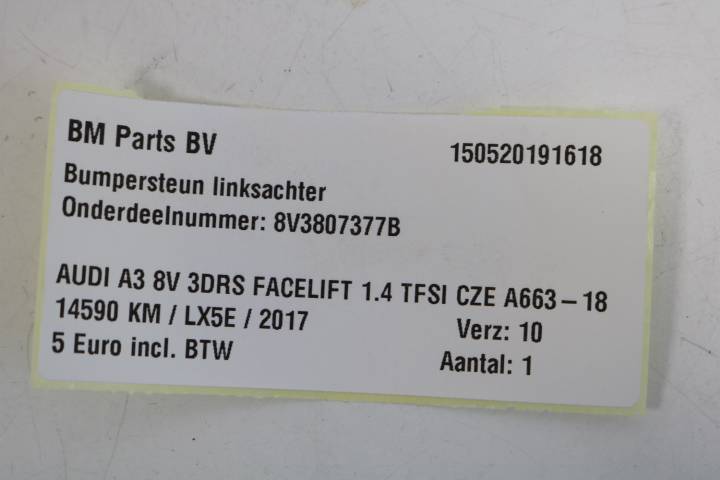 BM Parts BV 150520191618
Bumpersteun linksachter
Onderdeelnummer: 8V3807377B
AUDI A3 8V 3DRS FACELIFT 1.4 TFSI CZE A663-18
14590 KM / LX5E / 2017 Verz: 10
5 Euro incl. BTW Aantal: 1